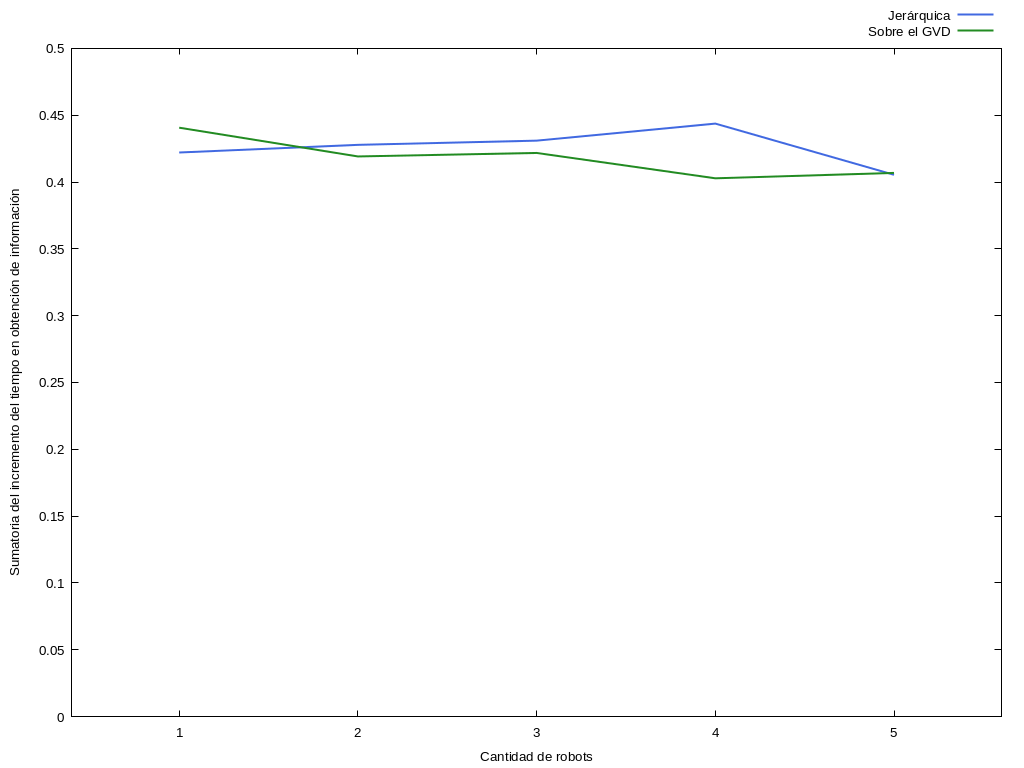 Jerárquica
Sobre el GVD
0.5
0.45
0.4
0.35
0.3
0.25
0.2
0.15
0.1
0.05
0
Sumatoria del incremento del tiempo en obtención de información
1 2 3 4 5
Cantidad de robots